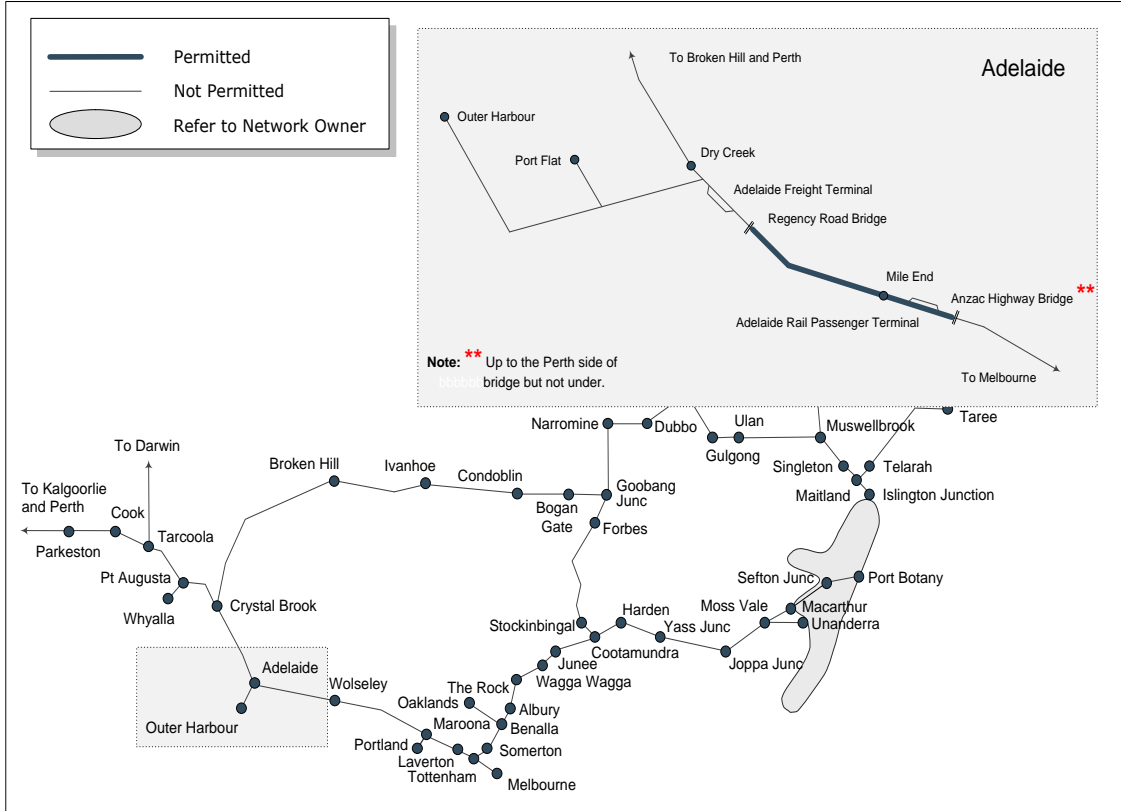 Permitted
Not Permitted
Refer to Network Owner
Adelaide
To Broken Hill and Perth
Outer Harbour
Port Flat
Dry Creek
Adelaide Freight Terminal
Regency Road Bridge
Mile End
Anzac Highway Bridge **
Adelaide Rail Passenger Terminal
Note: ** Up to the Perth side of
bbbbbb bridge but not under.
To Melbourne
Taree
Narromine
Dubbo
Ulan
Gulgong
Muswellbrook
Singleton
Telarah
Maitland
Islington Junction
To Darwin
Broken Hill
Ivanhoe
Condoblin
Goobang
Junc
Bogan
Gate
Forbes
To Kalgoorlie
and Perth
Cook
Parkeston
Tarcoola
Pt Augusta
Whyalla
Crystal Brook
Sefton Junc
Port Botany
Moss Vale
Macarthur
Unanderra
Harden
Stockinbingal
Yass Junc
Cootamundra
Joppa Junc
Junee
Wagga Wagga
Adelaide
Wolseley
The Rock
Oaklands
Albury
Outer Harbour
Maroona
Benalla
Portland
Somerton
Laverton
Tottenham
Melbourne